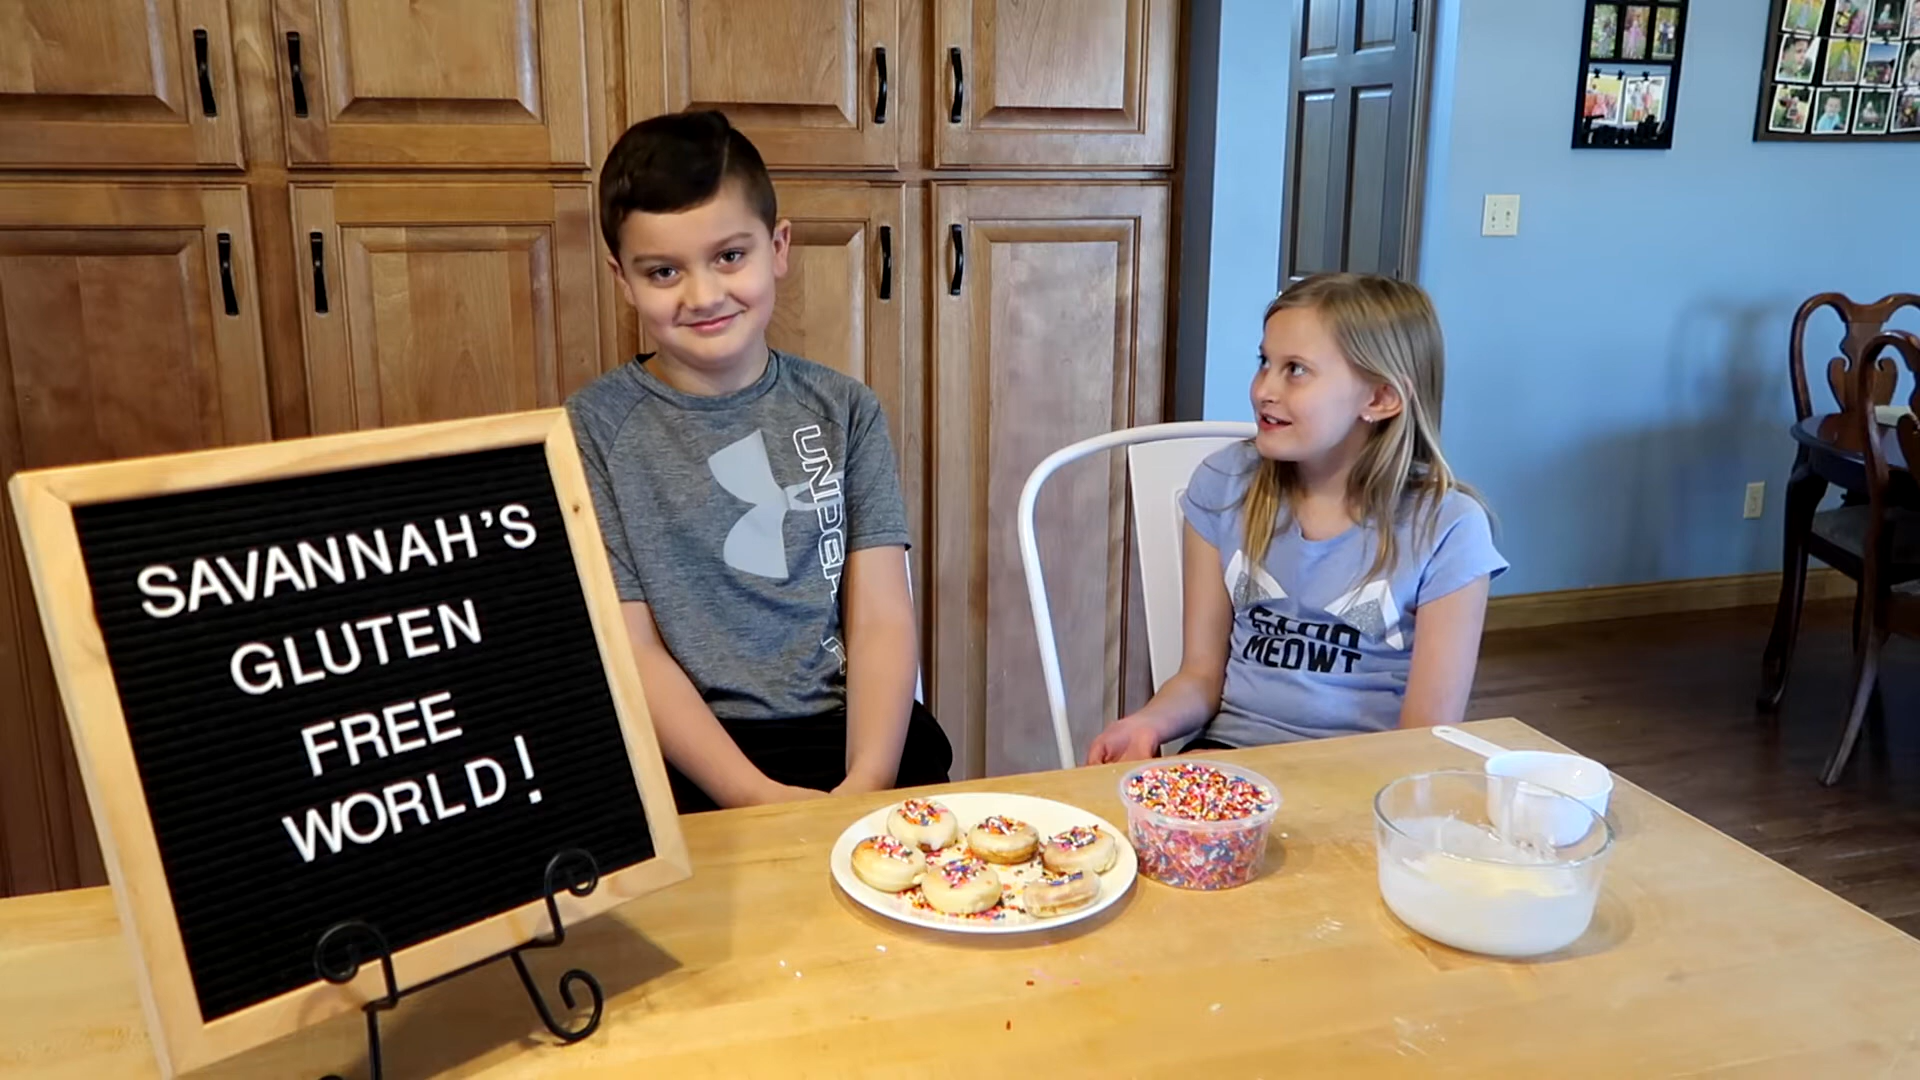 SAVANNAH'S
GLUTEN
FREE
WORLD!
UNDER
MEOWT